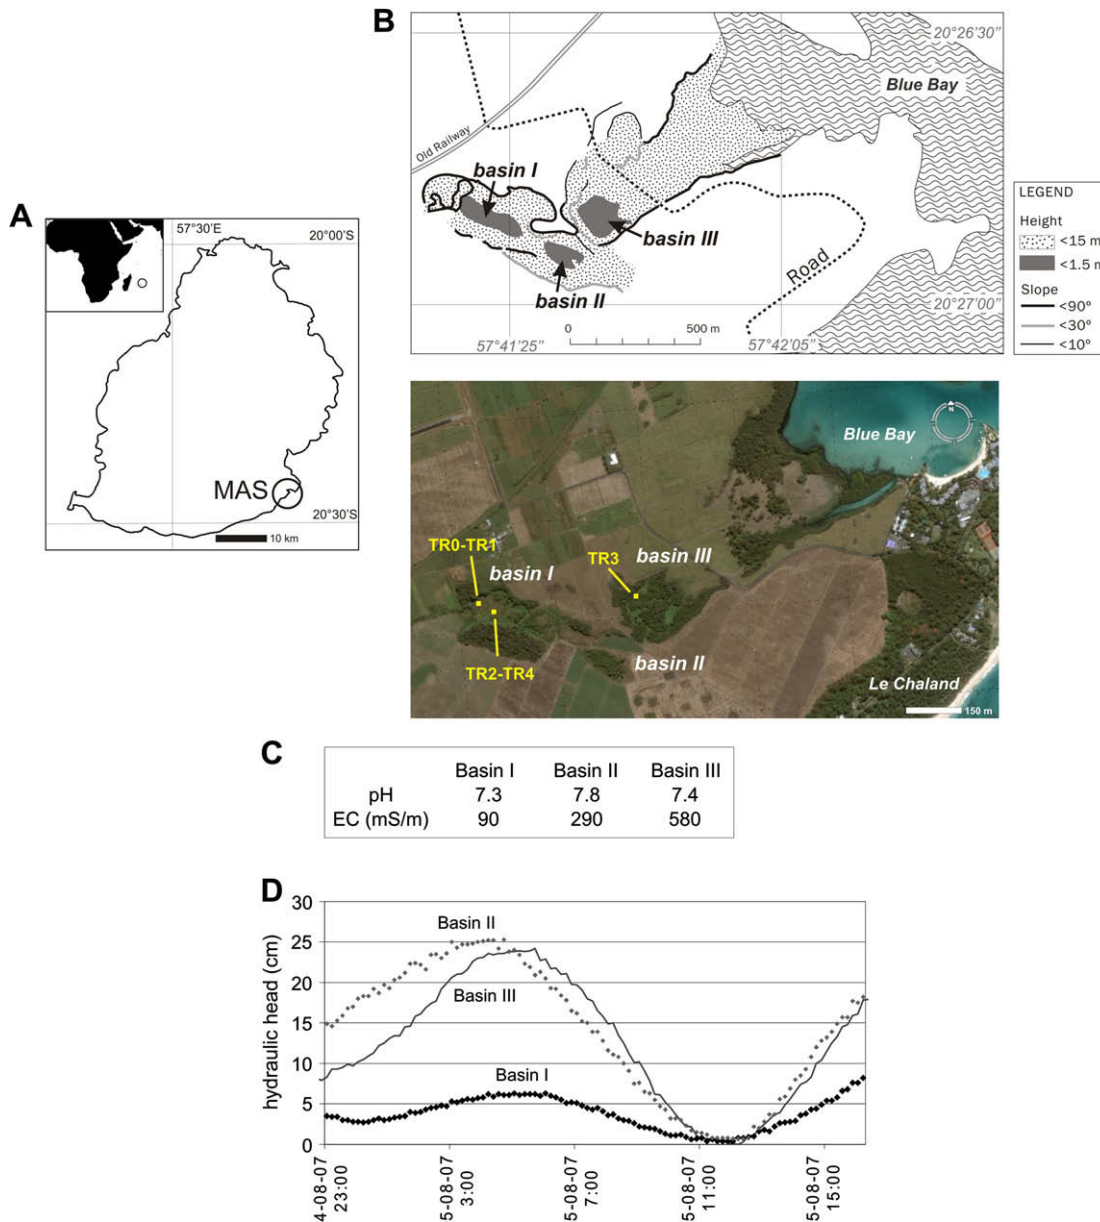 A
57°30'E
20°00'S
MAS
20°30'S
10 km
B
20°26'30"
Blue Bay
Old Railway
basin I
basin III
basin II
Road
0 500 m
20°27'00"
57°41'25" 57°42'05"
LEGEND
Height
<15 m
<1.5 m
Slope
<90º
<30º
<10º
N
Blue Bay
TR0-TR1
basin I
TR3
basin III
TR2-TR4
basin II
Le Chaland
150 m
C
Basin I Basin II Basin III
pH 7.3 7.8 7.4
EC (mS/m) 90 290 580
D
hydraulic head (cm)
30
25
20
15
10
5
0
Basin II
Basin III
Basin I
4-08-07 23:00
5-08-07 3:00
5-08-07 7:00
5-08-07 11:00
5-08-07 15:00